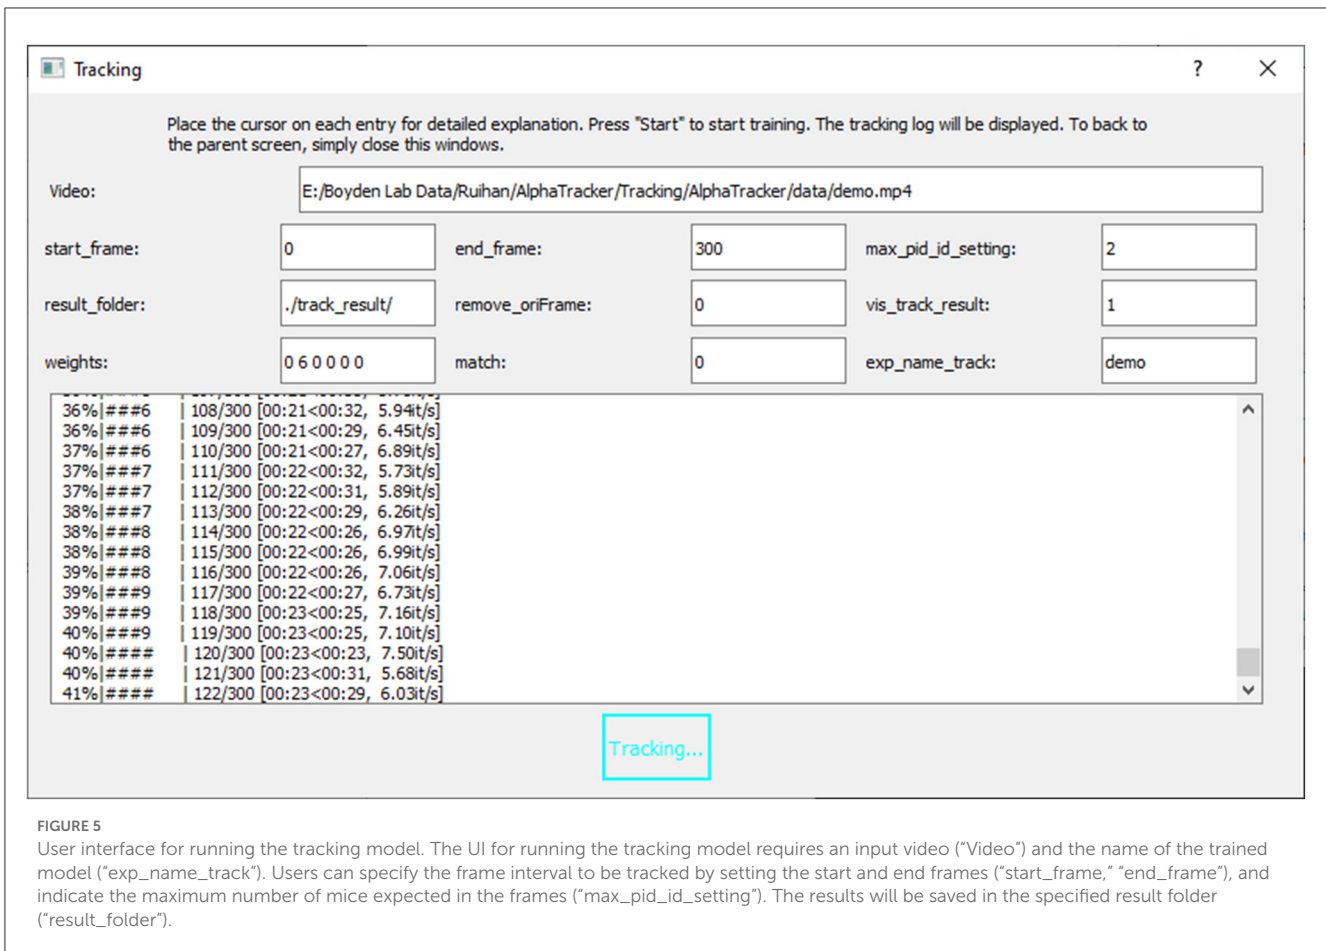 Tracking
?
Place the cursor on each entry for detailed explanation. Press "Start" to start training. The tracking log will be displayed. To back to
the parent screen, simply close this windows.
Video: E:/Boyden Lab Data/Ruihan/AlphaTracker/Tracking/AlphaTracker/data/demo.mp4
start_frame: 0 end_frame: 300 max_pid_id_setting: 2
result_folder: ./track_result/ remove_oriFrame: 0 vis_track_result: 1
weights: 0 6 0 0 0 0 match: 0 exp_name_track: demo
36%|###6 | 108/300 [00:21<00:32, 5.94it/s]
36%|###6 | 109/300 [00:21<00:29, 6.45it/s]
37%|###6 | 110/300 [00:21<00:27, 6.89it/s]
37%|###7 | 111/300 [00:22<00:32, 5.73it/s]
37%|###7 | 112/300 [00:22<00:31, 5.89it/s]
38%|###7 | 113/300 [00:22<00:29, 6.26it/s]
38%|###8 | 114/300 [00:22<00:26, 6.97it/s]
38%|###8 | 115/300 [00:22<00:26, 6.99it/s]
39%|###8 | 116/300 [00:22<00:26, 7.06it/s]
39%|###9 | 117/300 [00:22<00:27, 6.73it/s]
39%|###9 | 118/300 [00:23<00:25, 7.16it/s]
40%|###9 | 119/300 [00:23<00:25, 7.10it/s]
40%|#### | 120/300 [00:23<00:23, 7.50it/s]
40%|#### | 121/300 [00:23<00:31, 5.68it/s]
41%|#### | 122/300 [00:23<00:29, 6.03it/s]
Tracking...
FIGURE 5
User interface for running the tracking model. The UI for running the tracking model requires an input video (“Video”) and the name of the trained
model (“exp_name_track”). Users can specify the frame interval to be tracked by setting the start and end frames (“start_frame,” “end_frame”), and
indicate the maximum number of mice expected in the frames (“max_pid_id_setting”). The results will be saved in the specified result folder
(“result_folder”).